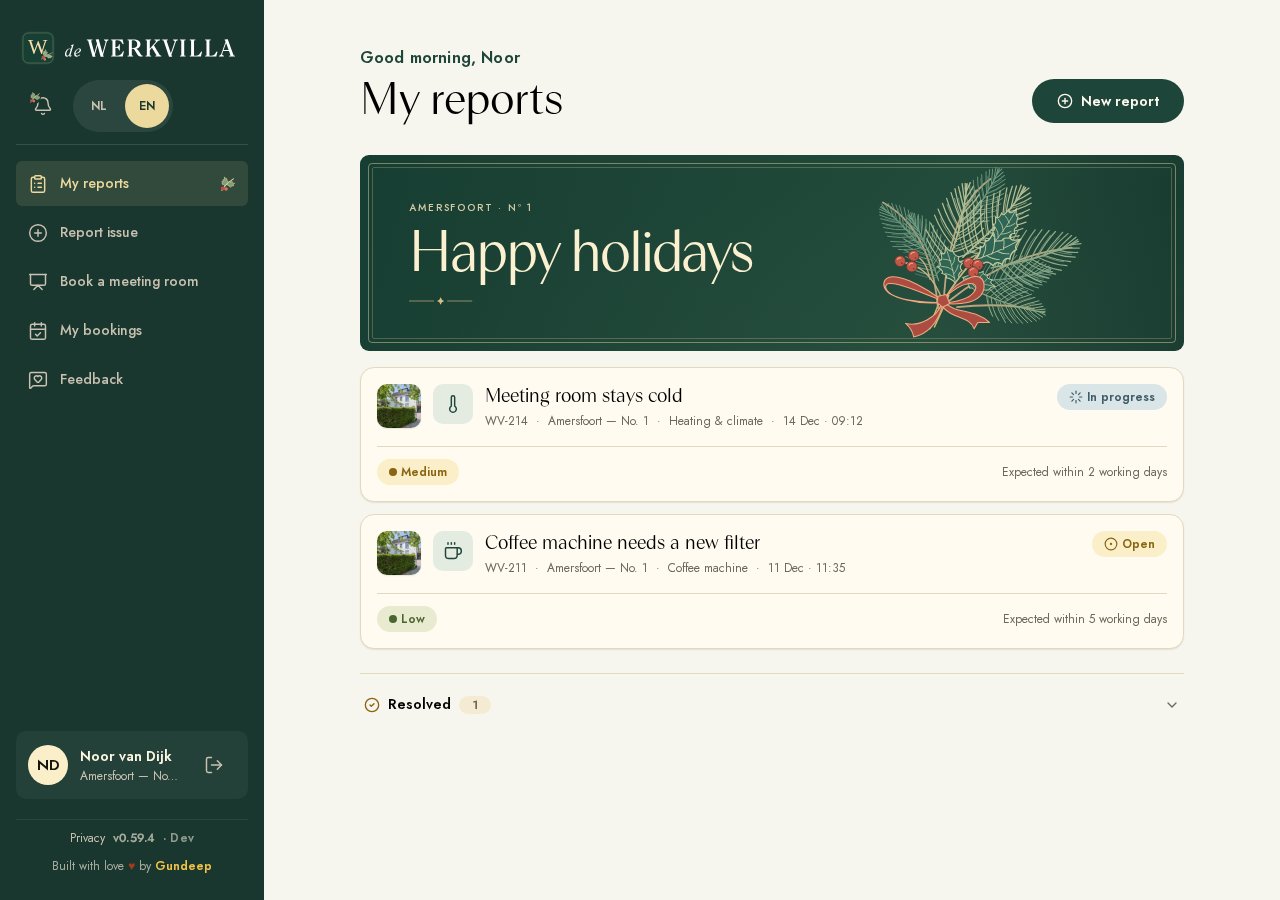 W
de WERKVILLA
NL EN
My reports
Report issue
Book a meeting room
My bookings
Feedback
ND
Noor van Dijk
Amersfoort — No...
Privacy v0.59.4 · Dev
Built with love ♥ by Gundeep
Good morning, Noor
My reports
New report
AMERSFOORT · N° 1
Happy holidays
Meeting room stays cold
In progress
WV-214 · Amersfoort — No. 1 · Heating & climate · 14 Dec · 09:12
Medium
Expected within 2 working days
Coffee machine needs a new filter
Open
WV-211 · Amersfoort — No. 1 · Coffee machine · 11 Dec · 11:35
Low
Expected within 5 working days
Resolved 1